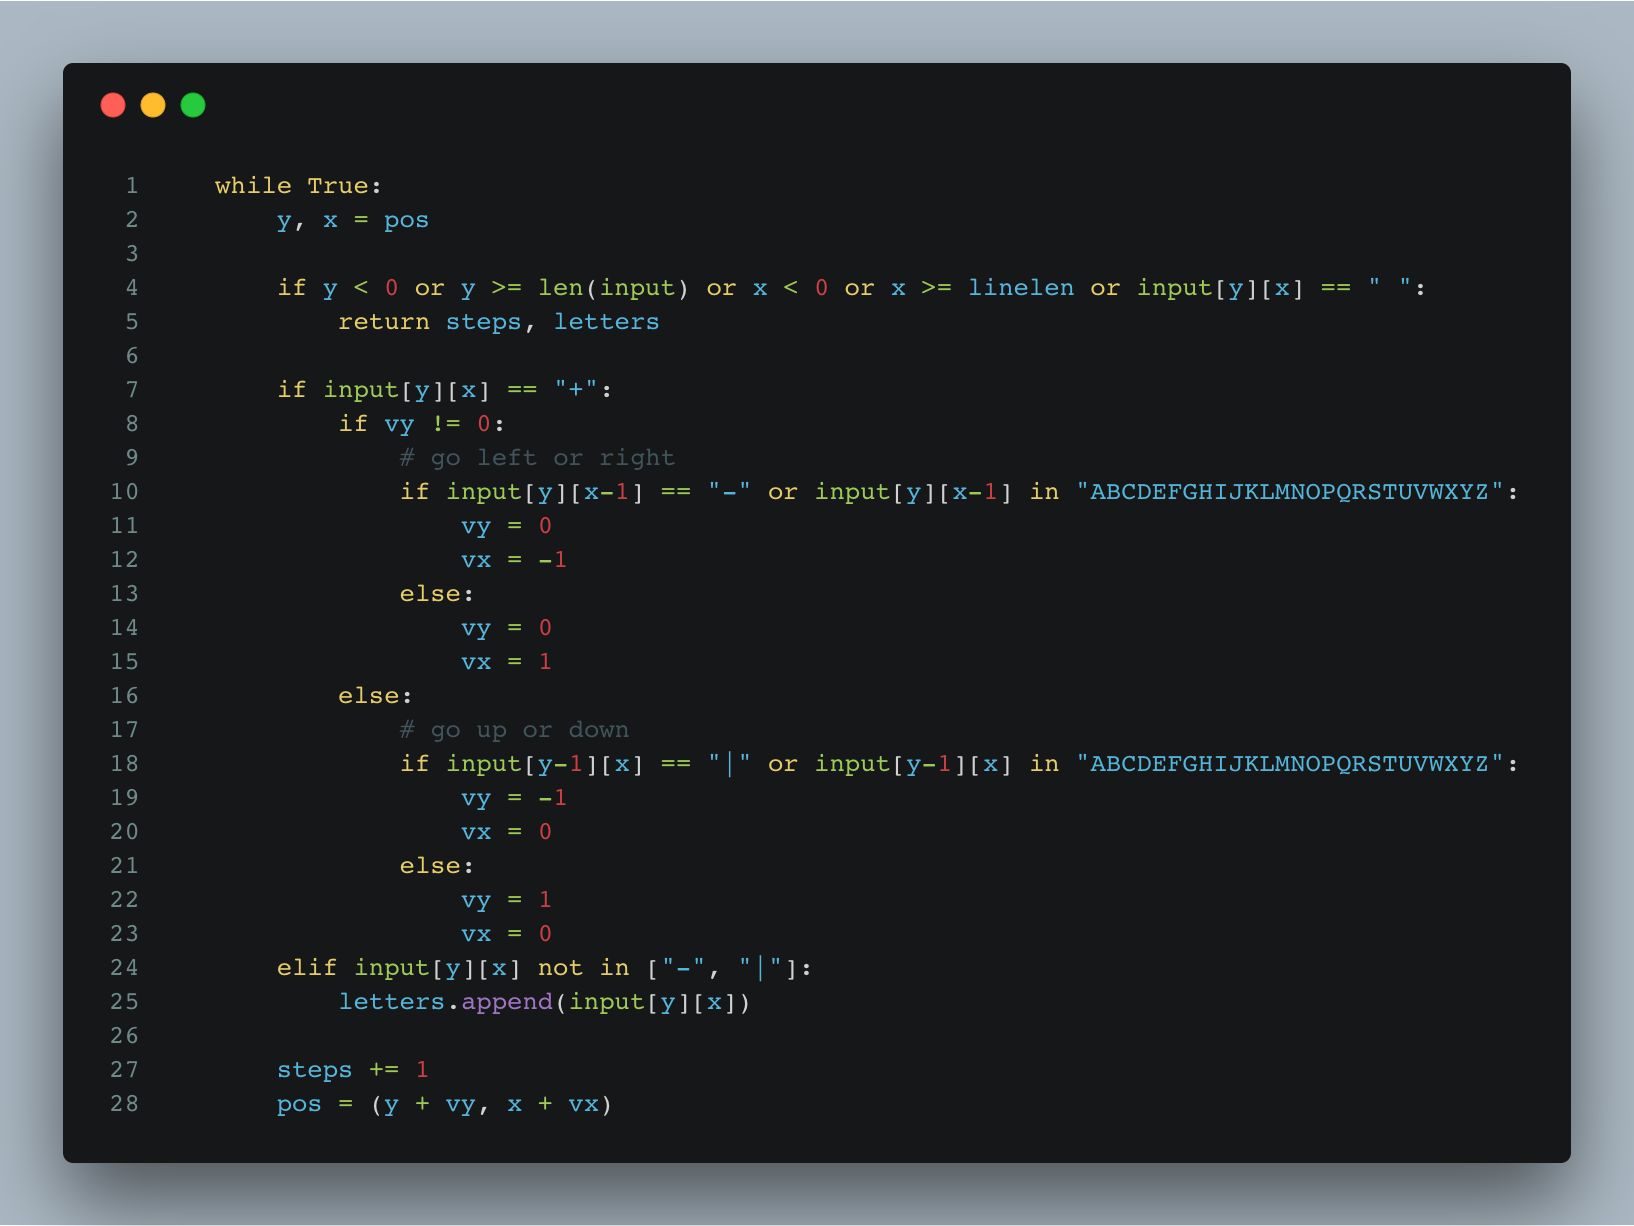 1 while True:
2 y, x = pos
3
4 if y < 0 or y >= len(input) or x < 0 or x >= linelen or input[y][x] == " ":
5 return steps, letters
6
7 if input[y][x] == "+":
8 if vy != 0:
9 # go left or right
10 if input[y][x-1] == "-" or input[y][x-1] in "ABCDEFGHIJKLMNOPQRSTUVWXYZ":
11 vy = 0
12 vx = -1
13 else:
14 vy = 0
15 vx = 1
16 else:
17 # go up or down
18 if input[y-1][x] == "|" or input[y-1][x] in "ABCDEFGHIJKLMNOPQRSTUVWXYZ":
19 vy = -1
20 vx = 0
21 else:
22 vy = 1
23 vx = 0
24 elif input[y][x] not in ["-", "|"]:
25 letters.append(input[y][x])
26
27 steps += 1
28 pos = (y + vy, x + vx)